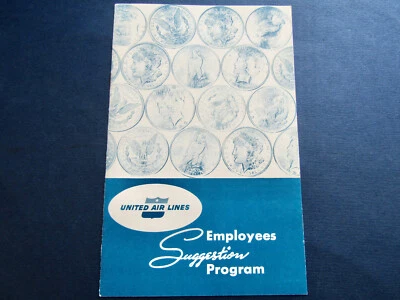 UNITED AIR LINES
Employees
Suggestion
Program